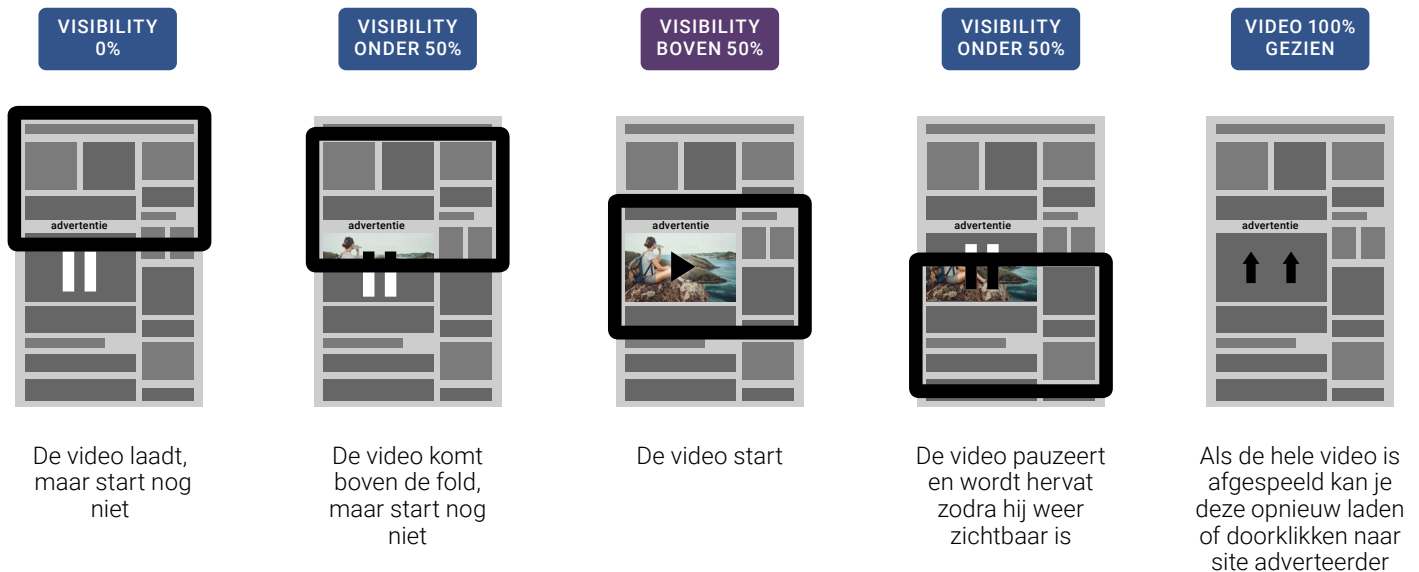 VISIBILITY
0%
VISIBILITY
ONDER 50%
VISIBILITY
BOVEN 50%
VISIBILITY
ONDER 50%
VIDEO 100%
GEZIEN
advertentie
advertentie
advertentie
advertentie
advertentie
De video laadt,
maar start nog
niet
De video komt
boven de fold,
maar start nog
niet
De video start
De video pauzeert
en wordt hervat
zodra hij weer
zichtbaar is
Als de hele video is
afgespeeld kan je
deze opnieuw laden
of doorklikken naar
site adverteerder